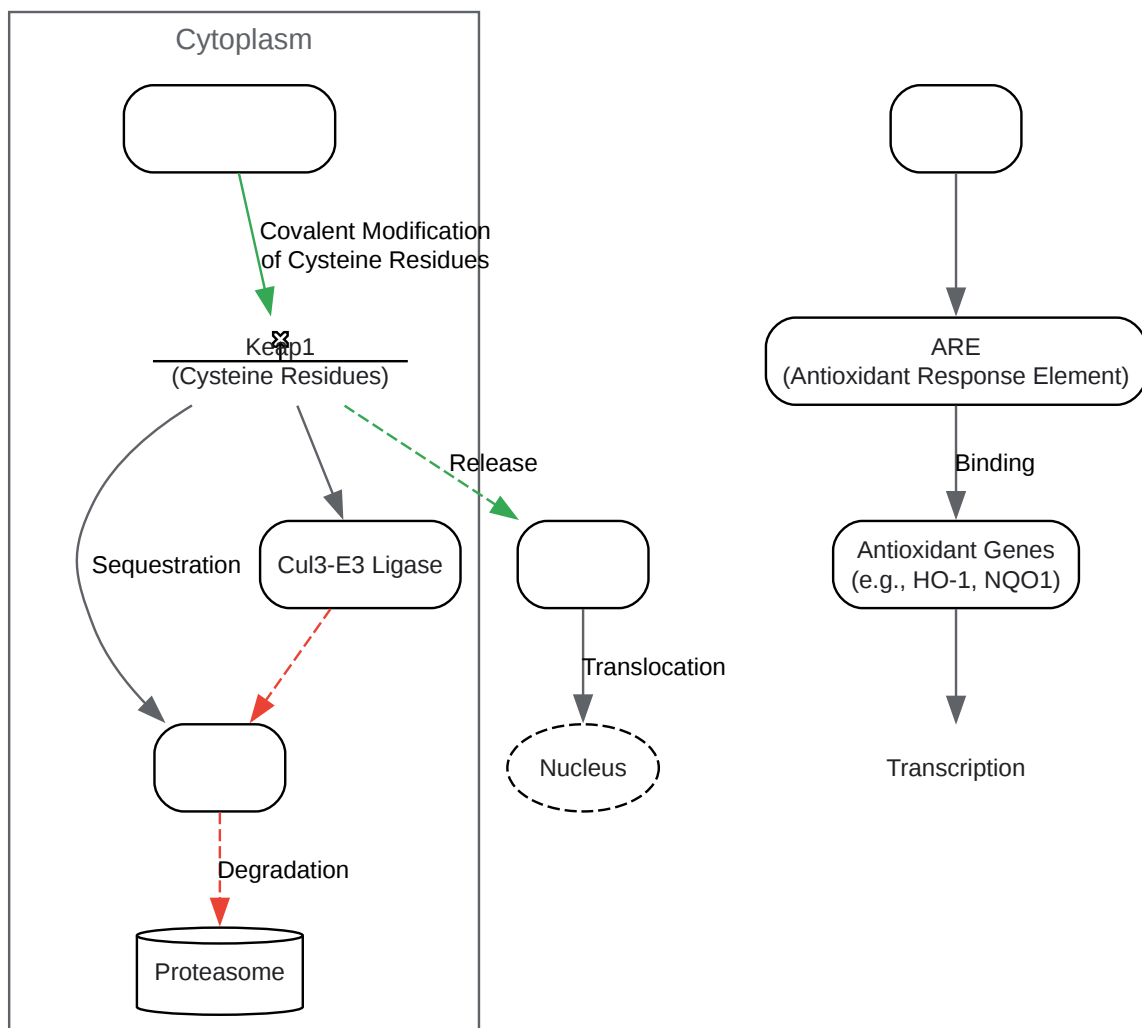 Cytoplasm
Covalent Modification
of Cysteine Residues
Keap1
(Cysteine Residues)
ARE
(Antioxidant Response Element)
Release
Binding
Sequestration
Cul3-E3 Ligase
Antioxidant Genes
(e.g., HO-1, NQO1)
Translocation
Nucleus
Transcription
Degradation
Proteasome